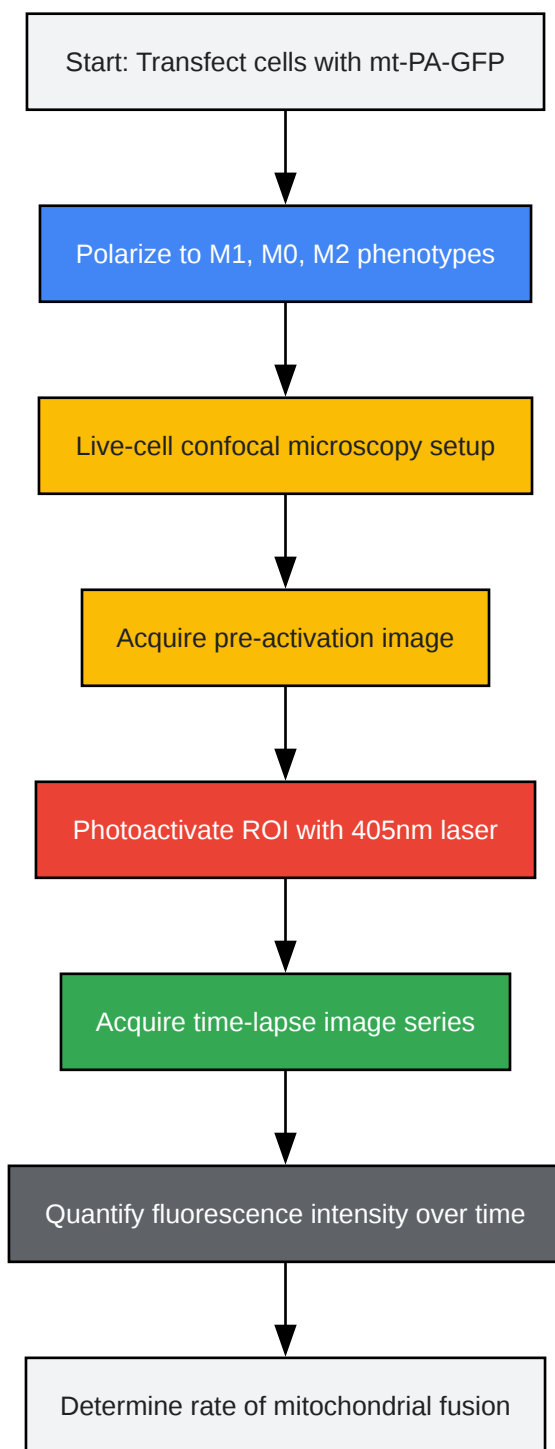 Start: Transfect cells with mt-PA-GFP
Polarize to M1, M0, M2 phenotypes
Live-cell confocal microscopy setup
Acquire pre-activation image
Photoactivate ROI with 405nm laser
Acquire time-lapse image series
Quantify fluorescence intensity over time
Determine rate of mitochondrial fusion